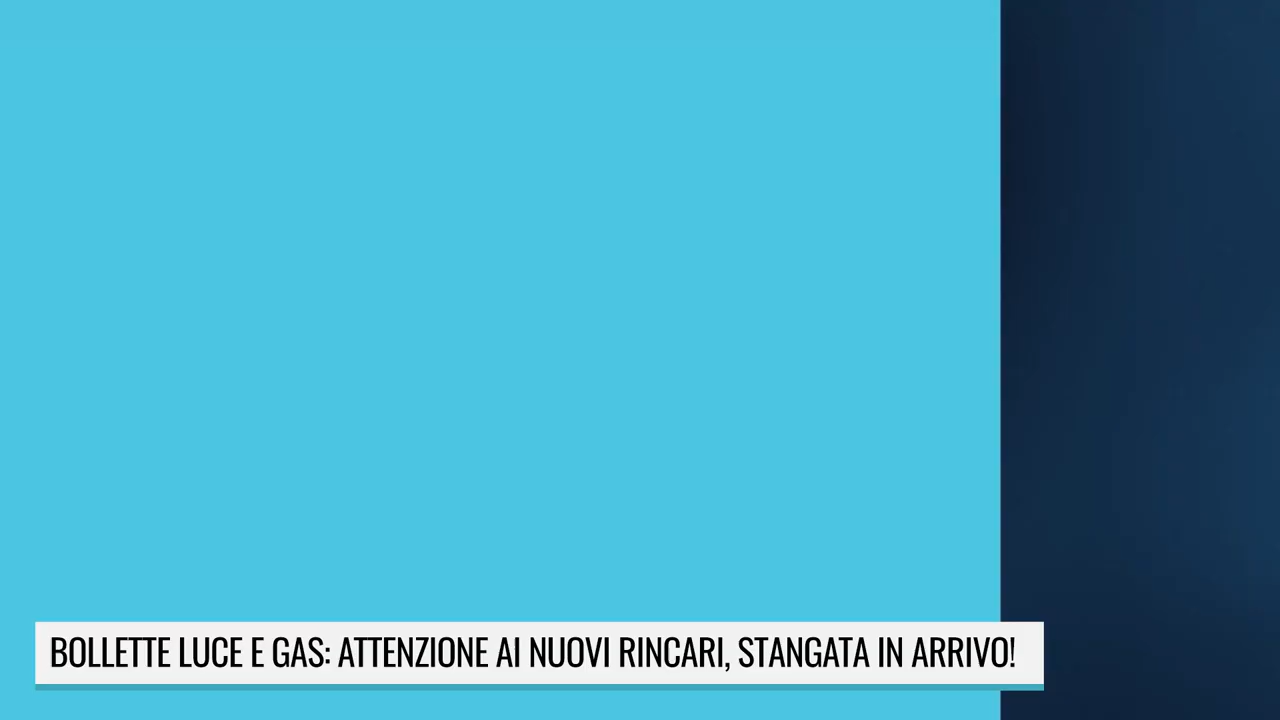 BOLLETTE LUCE E GAS: ATTENZIONE AI NUOVI RINCARI, STANGATA IN ARRIVO!